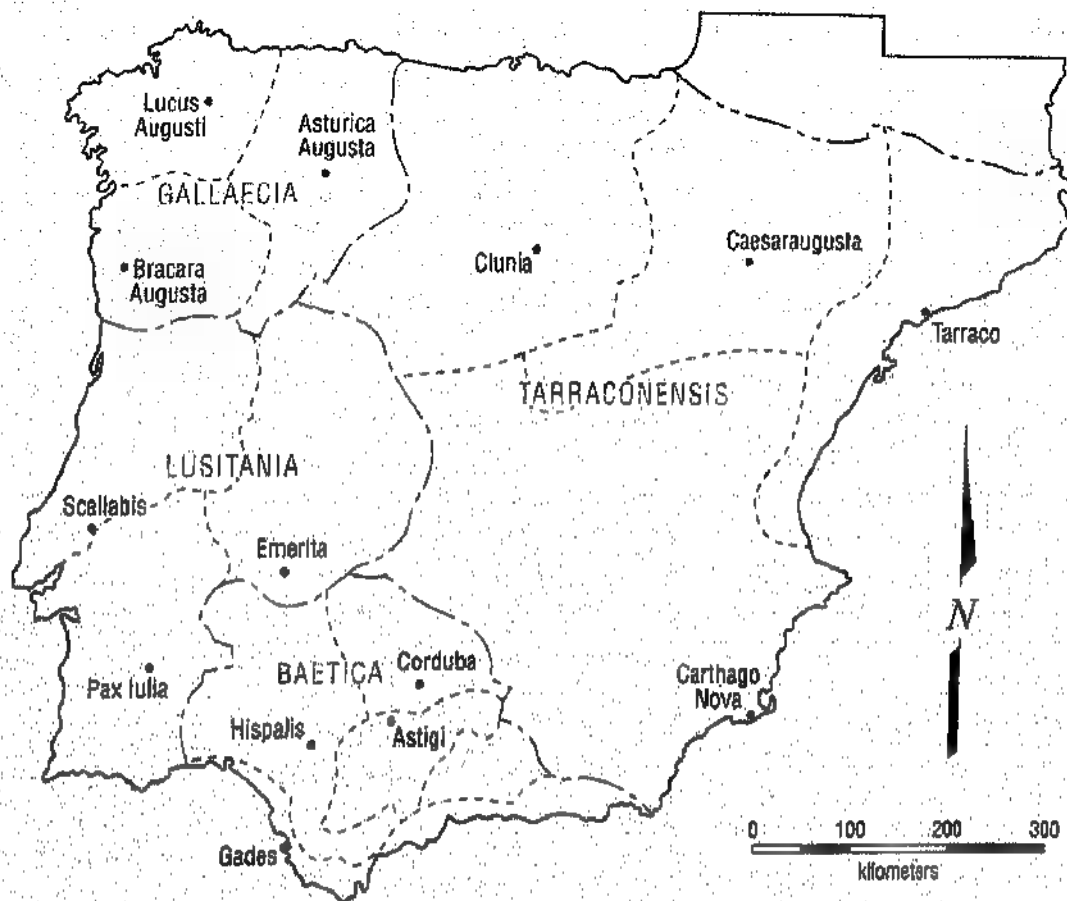 Lucus
Augusti
Asturica
Augusta
GALLAECIA
Bracara
Augusta
Clunia
Caesaraugusta
Tarraco
TARRACONENSIS
LUSITANIA
Scallabis
Emerita
N
BAETICA
Corduba
Carthago
Nova
Pax Iulia
Hispalis
Astigi
Gades
0 100 200 300
kilometers